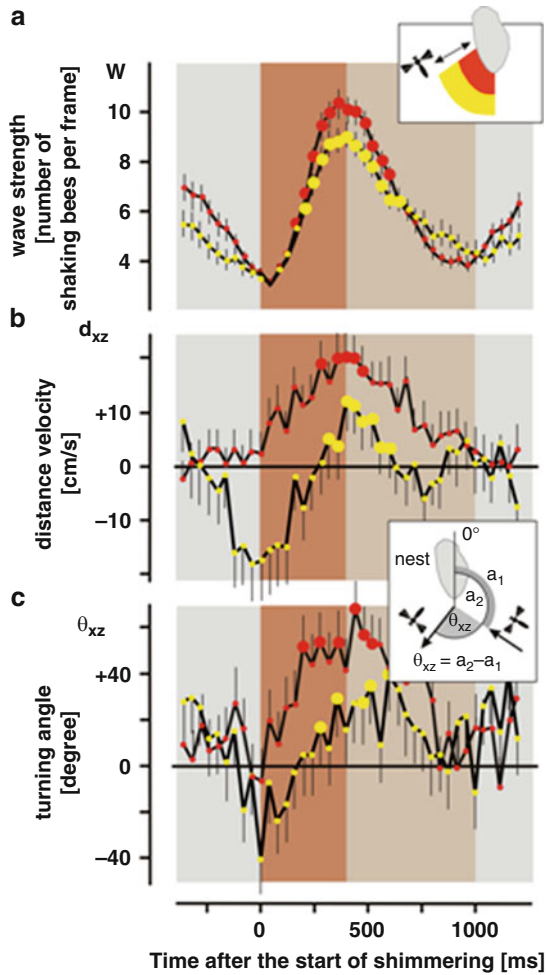 a
W
10
8
6
4
wave strength
[number of
shaking bees per frame]
b
dxz
+10
0
−10
distance velocity
[cm/s]
0°
nest
a1
a2
θxz
θxz = a2–a1
c
θxz
+40
0
−40
turning angle
[degree]
0
500
1000
Time after the start of shimmering [ms]